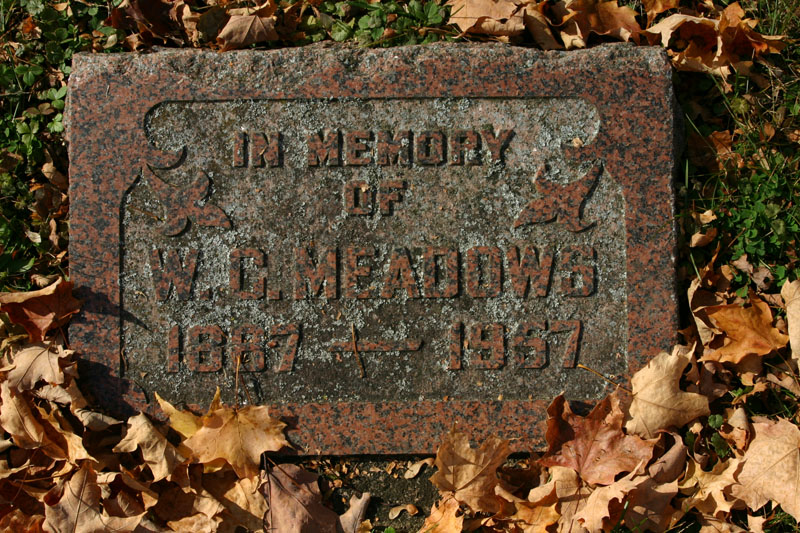 IN MEMORY
OF
W. C. MEADOWS
1887 — 1957